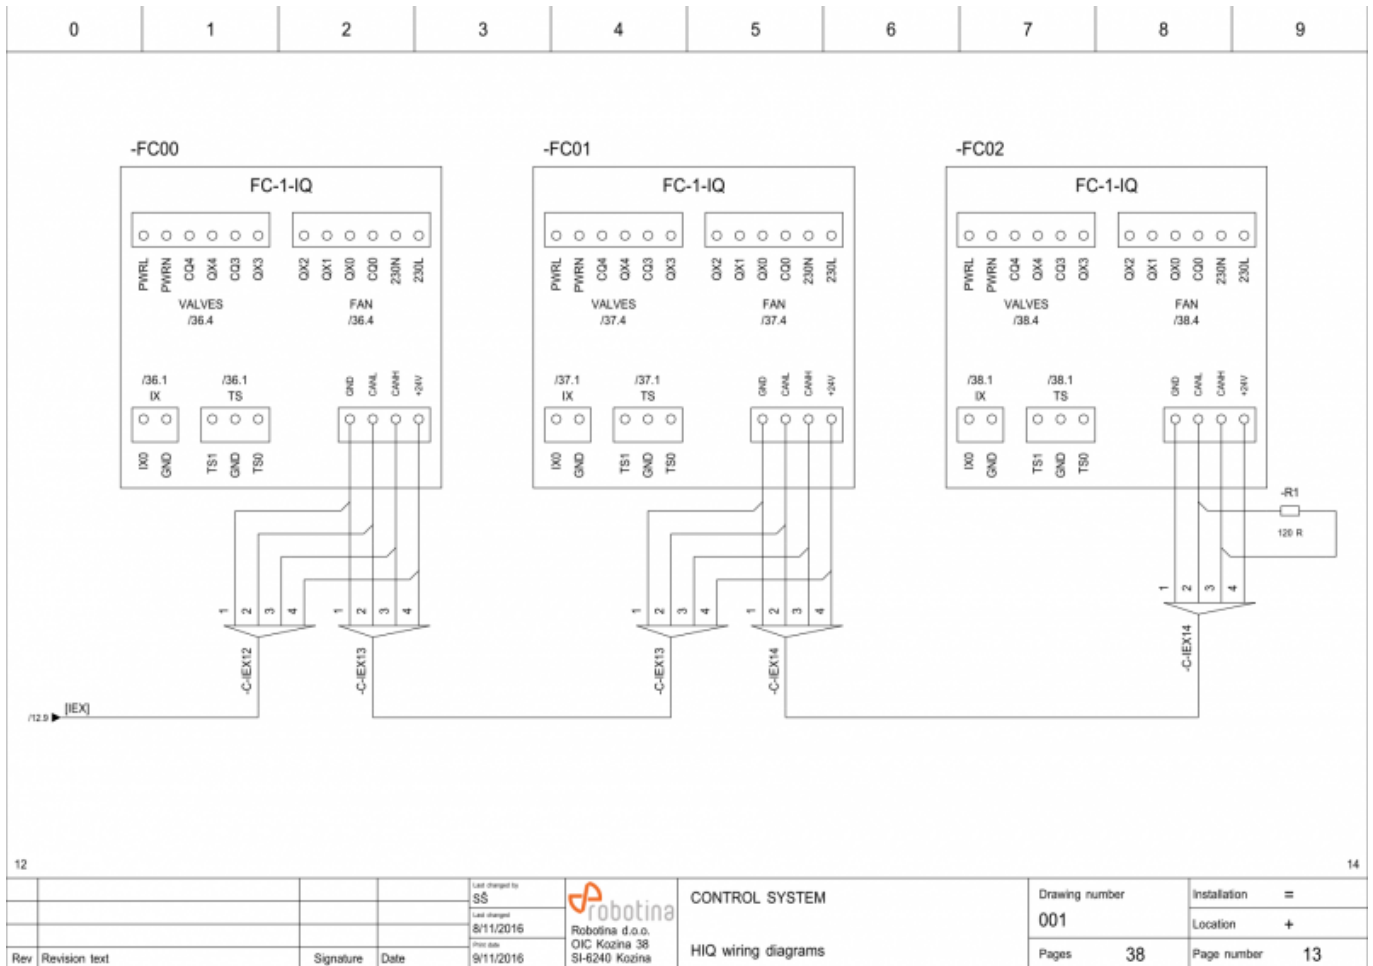 0 1 2 3 4 5 6 7 8 9
-FC00 -FC01 -FC02
FC-1-IQ FC-1-IQ FC-1-IQ
PWRL PWRN CQ4 QX4 CQ3 QX3 QX2 QX1 QX0 CQ0 230N 230L PWRL PWRN CQ4 QX4 CQ3 QX3 QX2 QX1 QX0 CQ0 230N 230L PWRL PWRN CQ4 QX4 CQ3 QX3 QX2 QX1 QX0 CQ0 230N 230L
VALVES FAN VALVES FAN VALVES FAN
/36.4 /36.4 /37.4 /37.4 /38.4 /38.4
/36.1 /36.1 GND CANL CANH +24V /37.1 /37.1 GND CANL CANH +24V /38.1 /38.1 GND CANL CANH +24V
IX TS IX TS IX TS
IX0 GND TS1 GND TS0 IX0 GND TS1 GND TS0 IX0 GND TS1 GND TS0
-R1
120 R
1 2 3 4 1 2 3 4 1 2 3 4 1 2 3 4 1 2 3 4
-C-IEX12 -C-IEX13 -C-IEX13 -C-IEX14 -C-IEX14
/12.9 [IEX]
12 14
Last changed by
SŠ
Last changed
8/11/2016
Print date
9/11/2016
Rev Revision text Signature Date
robotina
Robotina d.o.o.
OIC Kozina 38
SI-6240 Kozina
CONTROL SYSTEM
HIQ wiring diagrams
Drawing number
001
Pages 38
Installation =
Location +
Page number 13